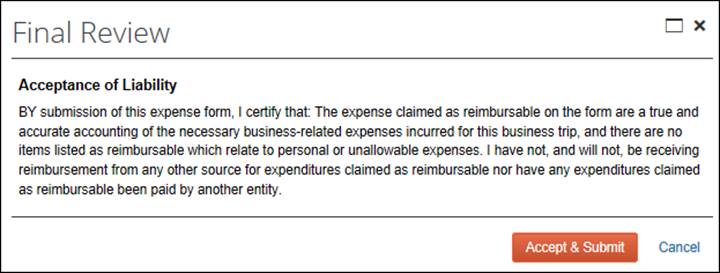 Final Review
Acceptance of Liability
BY submission of this expense form, I certify that: The expense claimed as reimbursable on the form are a true and
accurate accounting of the necessary business-related expenses incurred for this business trip, and there are no
items listed as reimbursable which relate to personal or unallowable expenses. I have not, and will not, be receiving
reimbursement from any other source for expenditures claimed as reimbursable nor have any expenditures claimed
as reimbursable been paid by another entity.
Accept & Submit Cancel